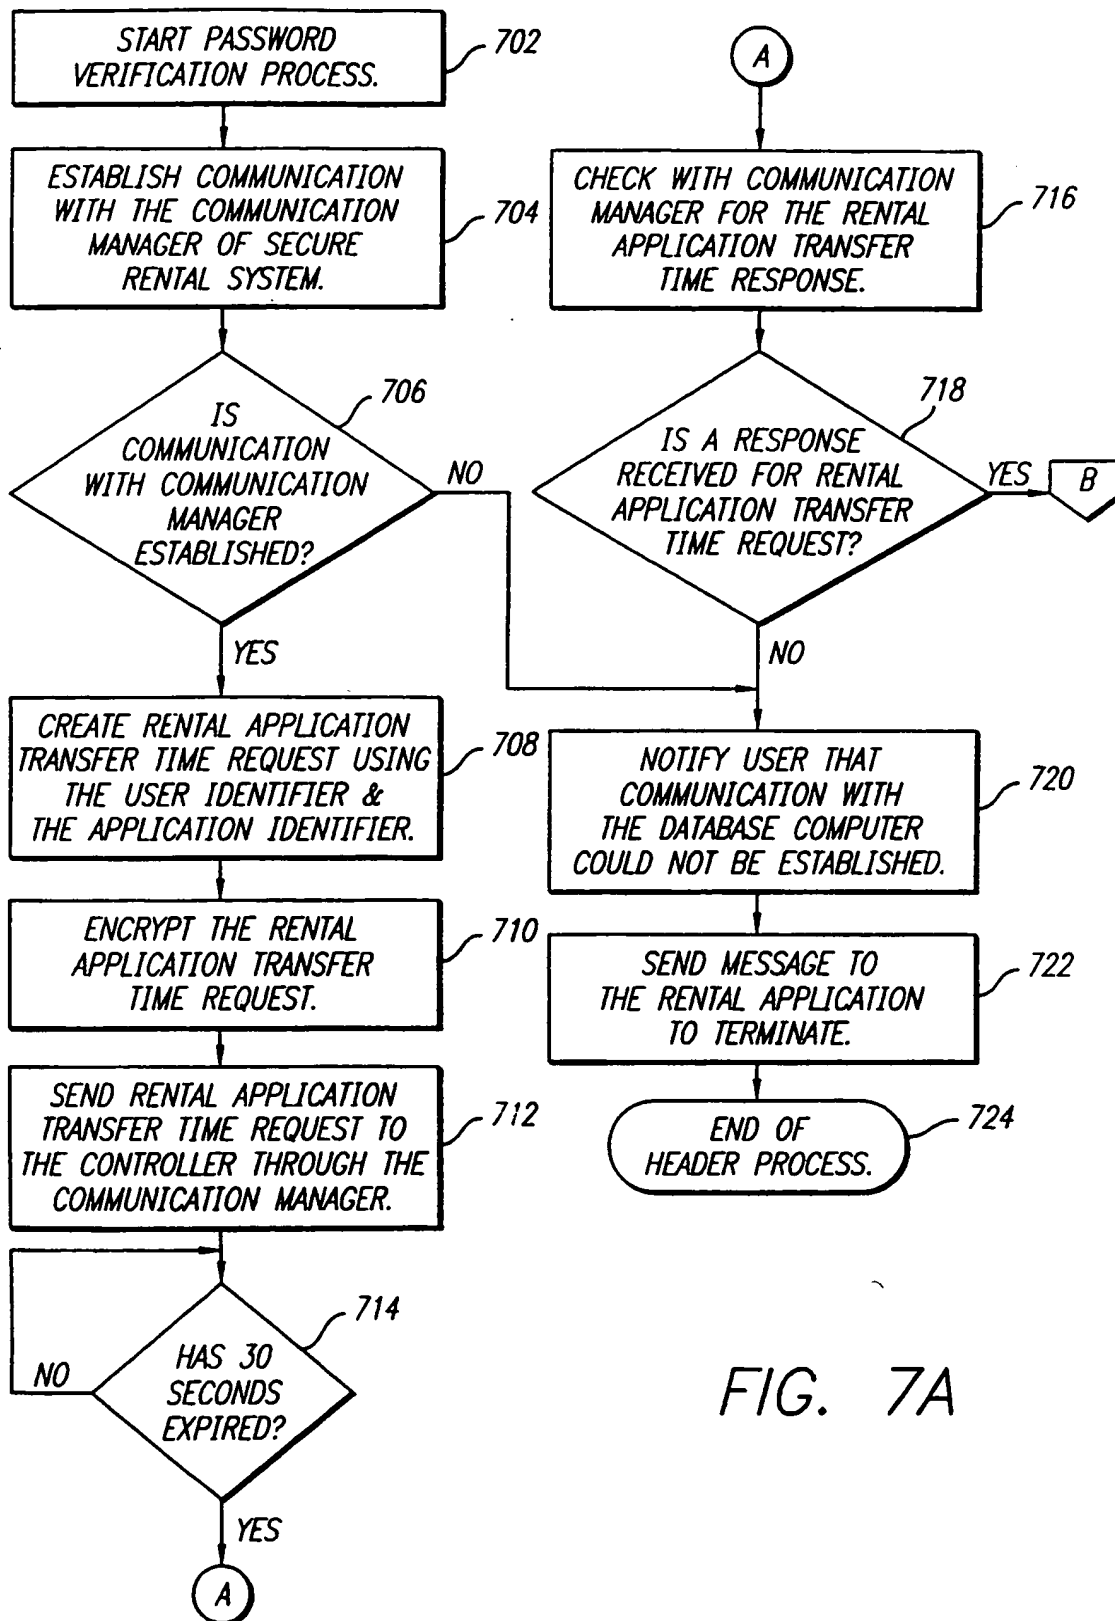 START PASSWORD
VERIFICATION PROCESS.
702
ESTABLISH COMMUNICATION
WITH THE COMMUNICATION
MANAGER OF SECURE
RENTAL SYSTEM.
704
IS
COMMUNICATION
WITH COMMUNICATION
MANAGER
ESTABLISHED?
706
NO
YES
CREATE RENTAL APPLICATION
TRANSFER TIME REQUEST USING
THE USER IDENTIFIER &
THE APPLICATION IDENTIFIER.
708
ENCRYPT THE RENTAL
APPLICATION TRANSFER
TIME REQUEST.
710
SEND RENTAL APPLICATION
TRANSFER TIME REQUEST TO
THE CONTROLLER THROUGH THE
COMMUNICATION MANAGER.
712
HAS 30
SECONDS
EXPIRED?
714
NO
YES
A
A
CHECK WITH COMMUNICATION
MANAGER FOR THE RENTAL
APPLICATION TRANSFER
TIME RESPONSE.
716
IS A RESPONSE
RECEIVED FOR RENTAL
APPLICATION TRANSFER
TIME REQUEST?
718
YES
B
NO
NOTIFY USER THAT
COMMUNICATION WITH
THE DATABASE COMPUTER
COULD NOT BE ESTABLISHED.
720
SEND MESSAGE TO
THE RENTAL APPLICATION
TO TERMINATE.
722
END OF
HEADER PROCESS.
724
FIG. 7A